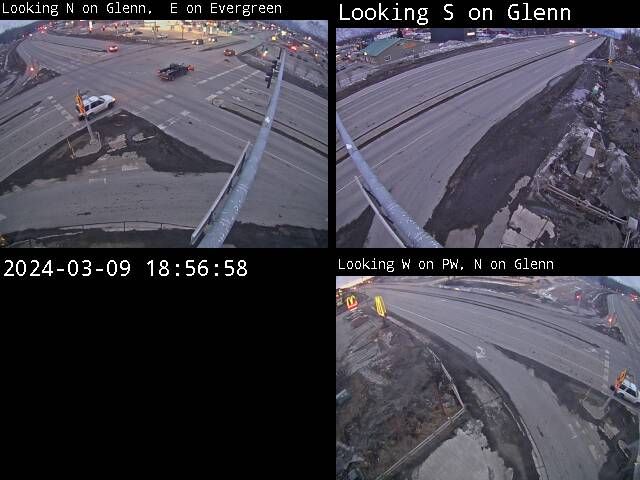 Looking N on Glenn,  E on Evergreen
Looking S on Glenn
2024-03-09 18:56:58
Looking W on PW, N on Glenn